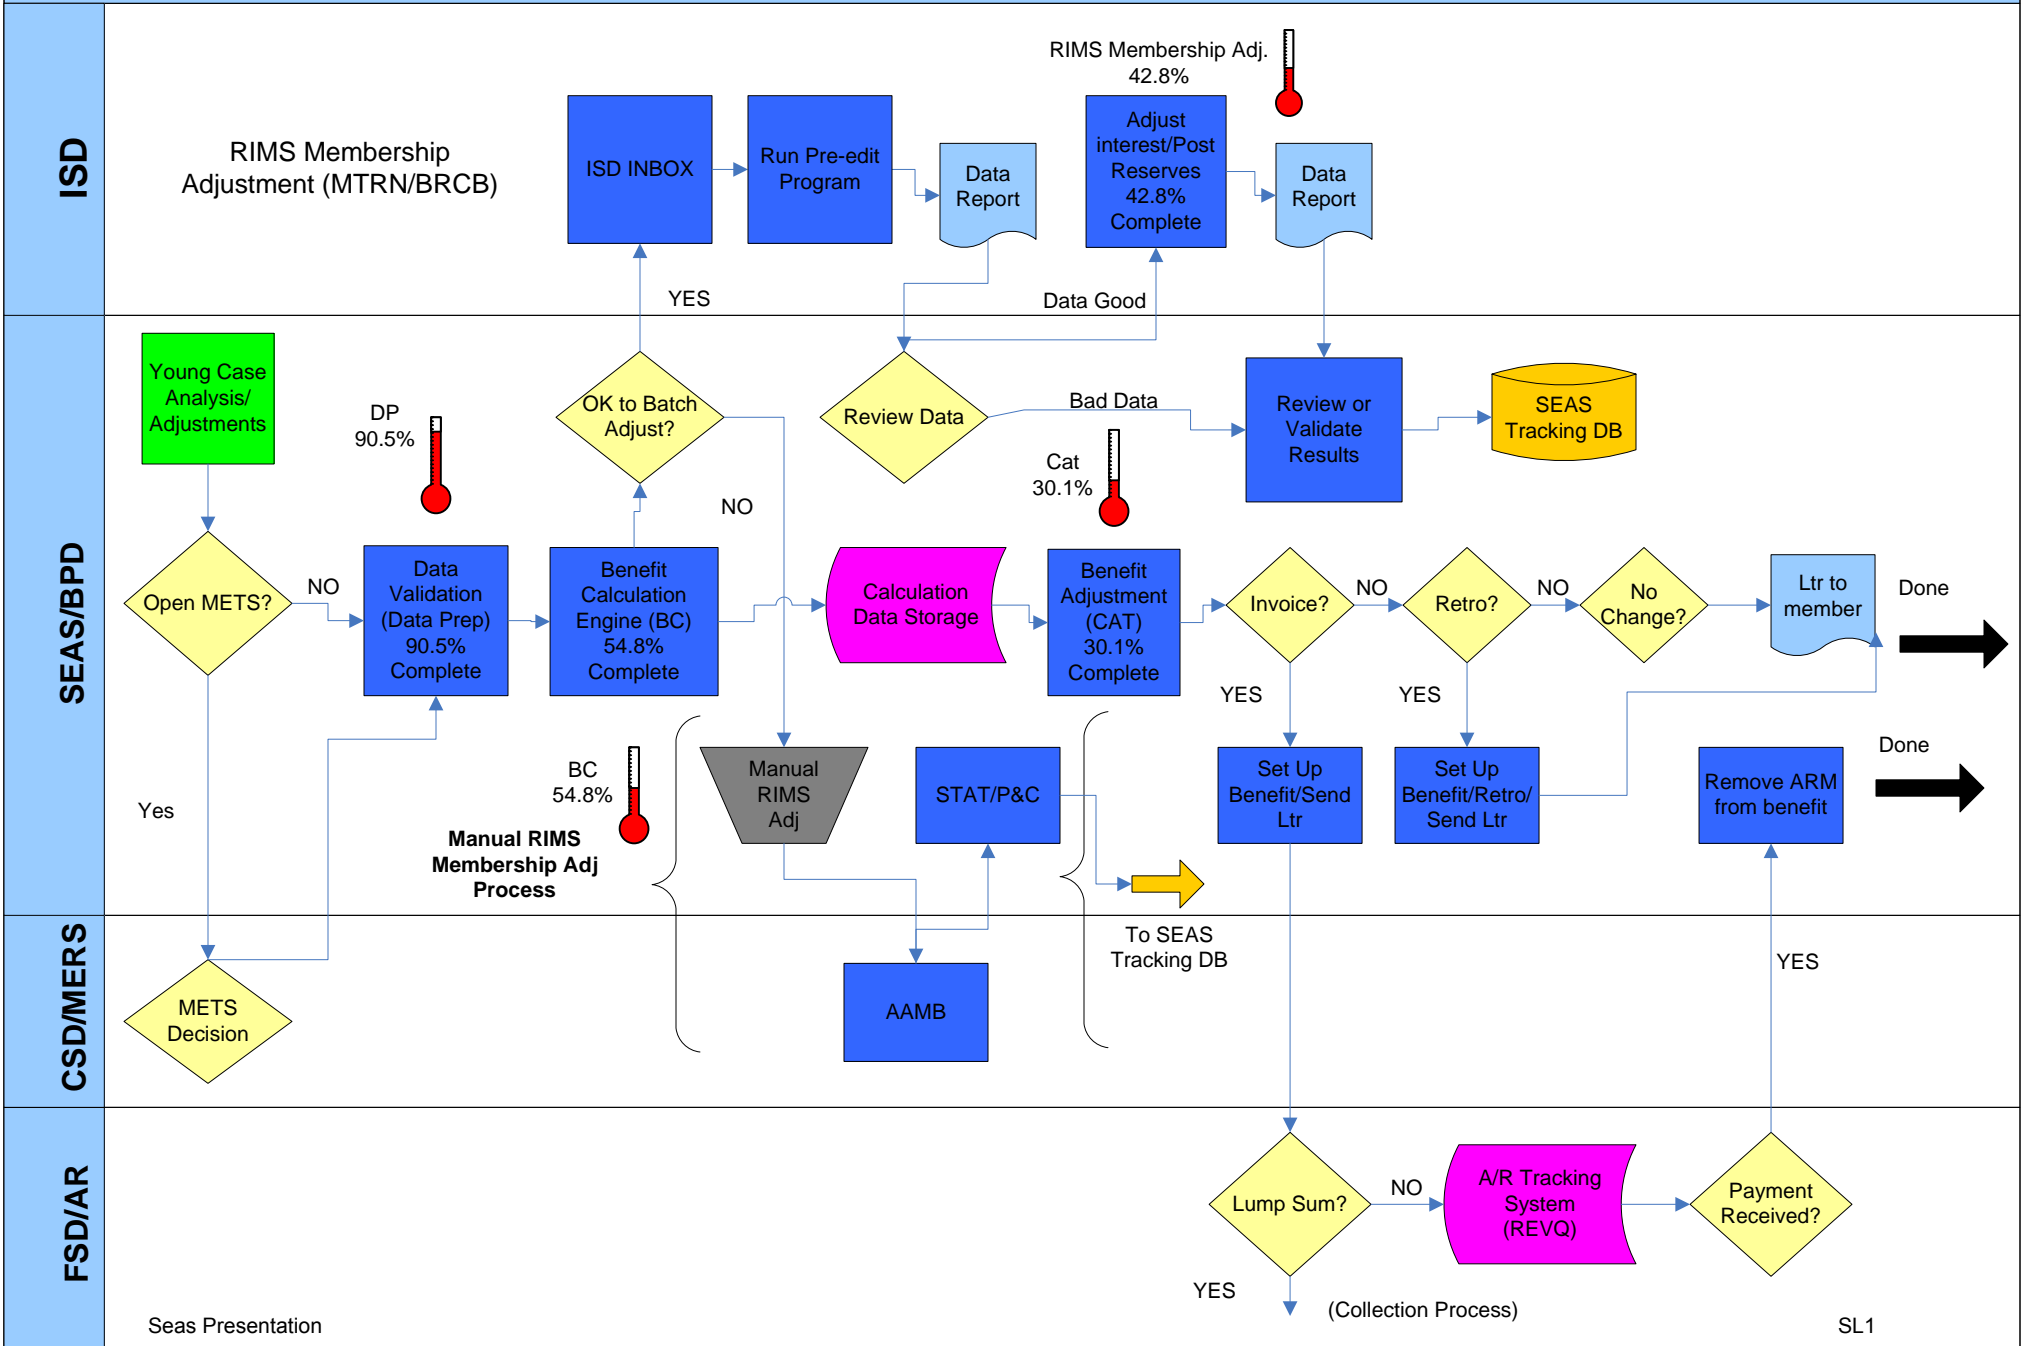 ISD
RIMS Membership
Adjustment (MTRN/BRCB)
ISD INBOX
Run Pre-edit
Program
Data
Report
RIMS Membership Adj.
42.8%
Adjust
interest/Post
Reserves
42.8%
Complete
Data
Report
YES
Data Good
SEAS/BPD
Young Case
Analysis/
Adjustments
DP
90.5%
OK to Batch
Adjust?
NO
Review Data
Bad Data
Cat
30.1%
Review or
Validate
Results
SEAS
Tracking DB
Open METS?
NO
Data
Validation
(Data Prep)
90.5%
Complete
Benefit
Calculation
Engine (BC)
54.8%
Complete
Calculation
Data Storage
Benefit
Adjustment
(CAT)
30.1%
Complete
Invoice?
NO
Retro?
NO
No
Change?
Ltr to
member
Done
YES
YES
Yes
BC
54.8%
Manual RIMS
Membership Adj
Process
Manual
RIMS
Adj
STAT/P&C
Set Up
Benefit/Send
Ltr
Set Up
Benefit/Retro/
Send Ltr
Remove ARM
from benefit
Done
To SEAS
Tracking DB
CSD/MERS
METS
Decision
AAMB
YES
FSD/AR
Lump Sum?
NO
A/R Tracking
System
(REVQ)
Payment
Received?
YES
(Collection Process)
Seas Presentation
SL1